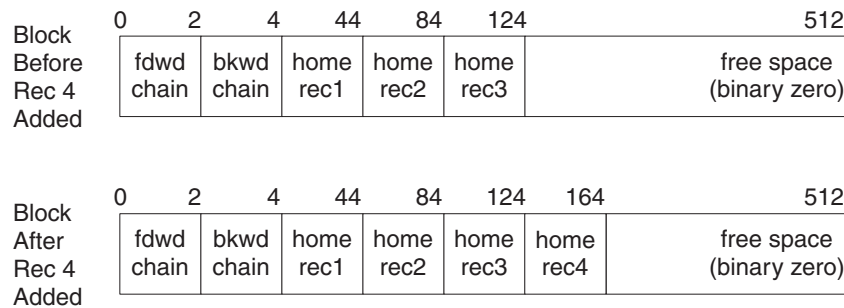 0 2 4 44 84 124 512
Block
Before
Rec 4
Added
fdwd
chain
bkwd
chain
home
rec1
home
rec2
home
rec3
free space
(binary zero)
0 2 4 44 84 124 164 512
Block
After
Rec 4
Added
fdwd
chain
bkwd
chain
home
rec1
home
rec2
home
rec3
home
rec4
free space
(binary zero)